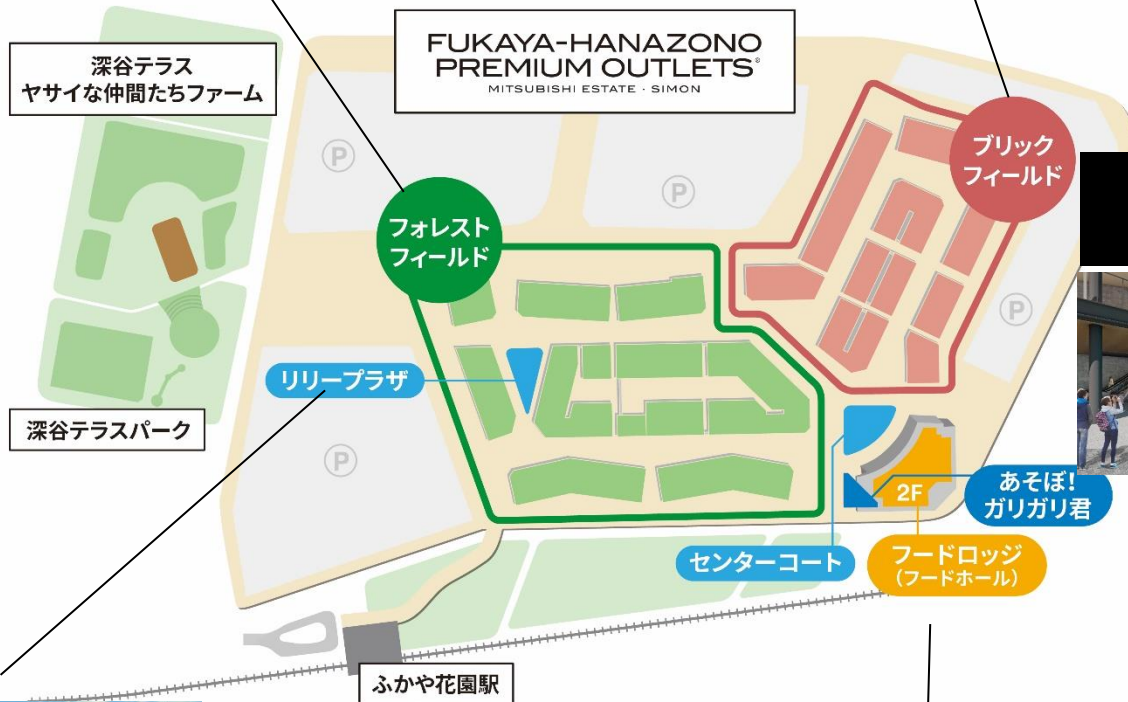 深谷テラス
ヤサイな仲間たちファーム
FUKAYA-HANAZONO
PREMIUM OUTLETS®
MITSUBISHI ESTATE · SIMON
P
P
ブリック
フィールド
フォレスト
フィールド
P
リリープラザ
深谷テラスパーク
P
2F
あそぼ!
ガリガリ君
センターコート
フードロッジ
(フードホール)
ふかや花園駅